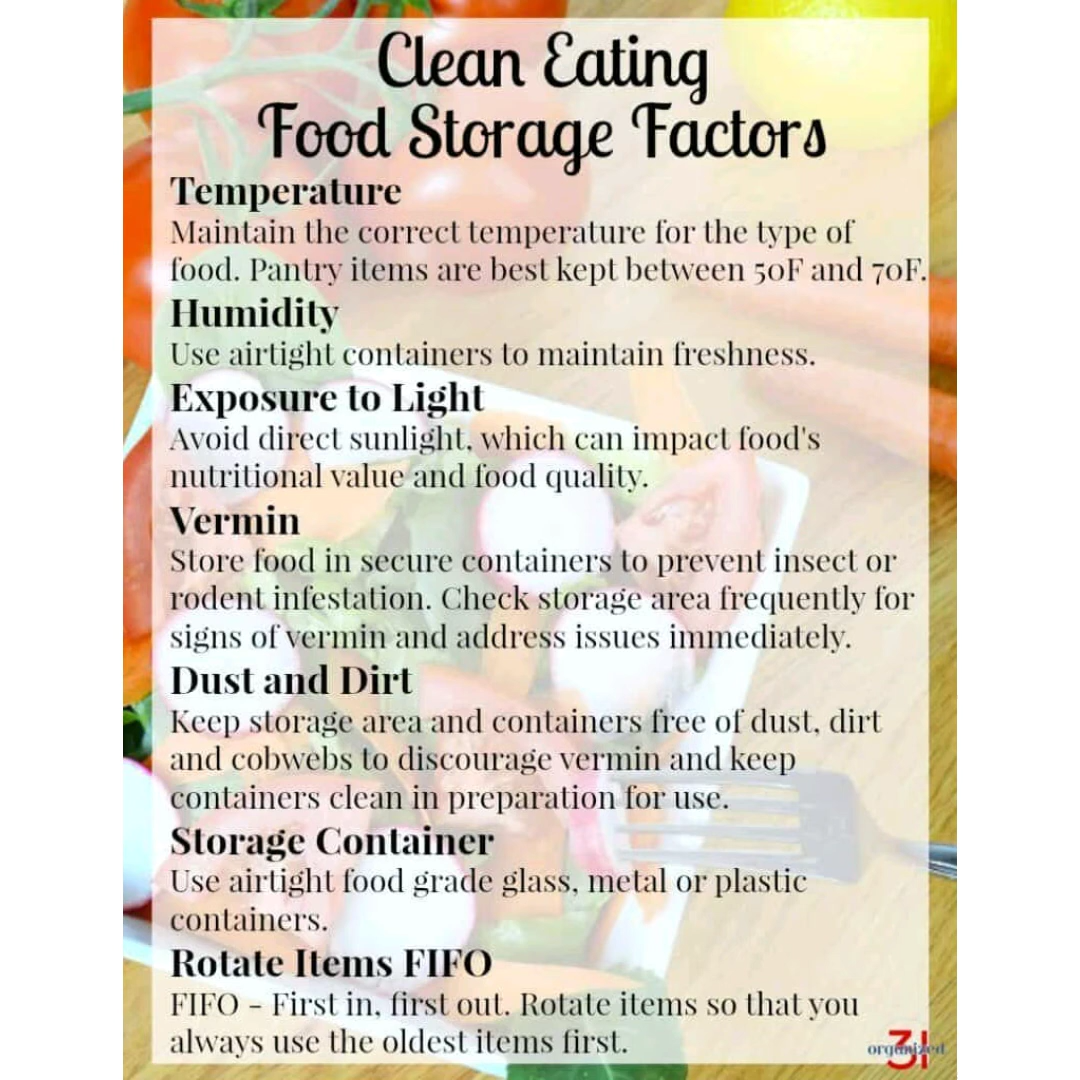 Clean Eating
Food Storage Factors
Temperature
Maintain the correct temperature for the type of
food. Pantry items are best kept between 50F and 70F.
Humidity
Use airtight containers to maintain freshness.
Exposure to Light
Avoid direct sunlight, which can impact food's
nutritional value and food quality.
Vermin
Store food in secure containers to prevent insect or
rodent infestation. Check storage area frequently for
signs of vermin and address issues immediately.
Dust and Dirt
Keep storage area and containers free of dust, dirt
and cobwebs to discourage vermin and keep
containers clean in preparation for use.
Storage Container
Use airtight food grade glass, metal or plastic
containers.
Rotate Items FIFO
FIFO - First in, first out. Rotate items so that you
always use the oldest items first.
organized 31